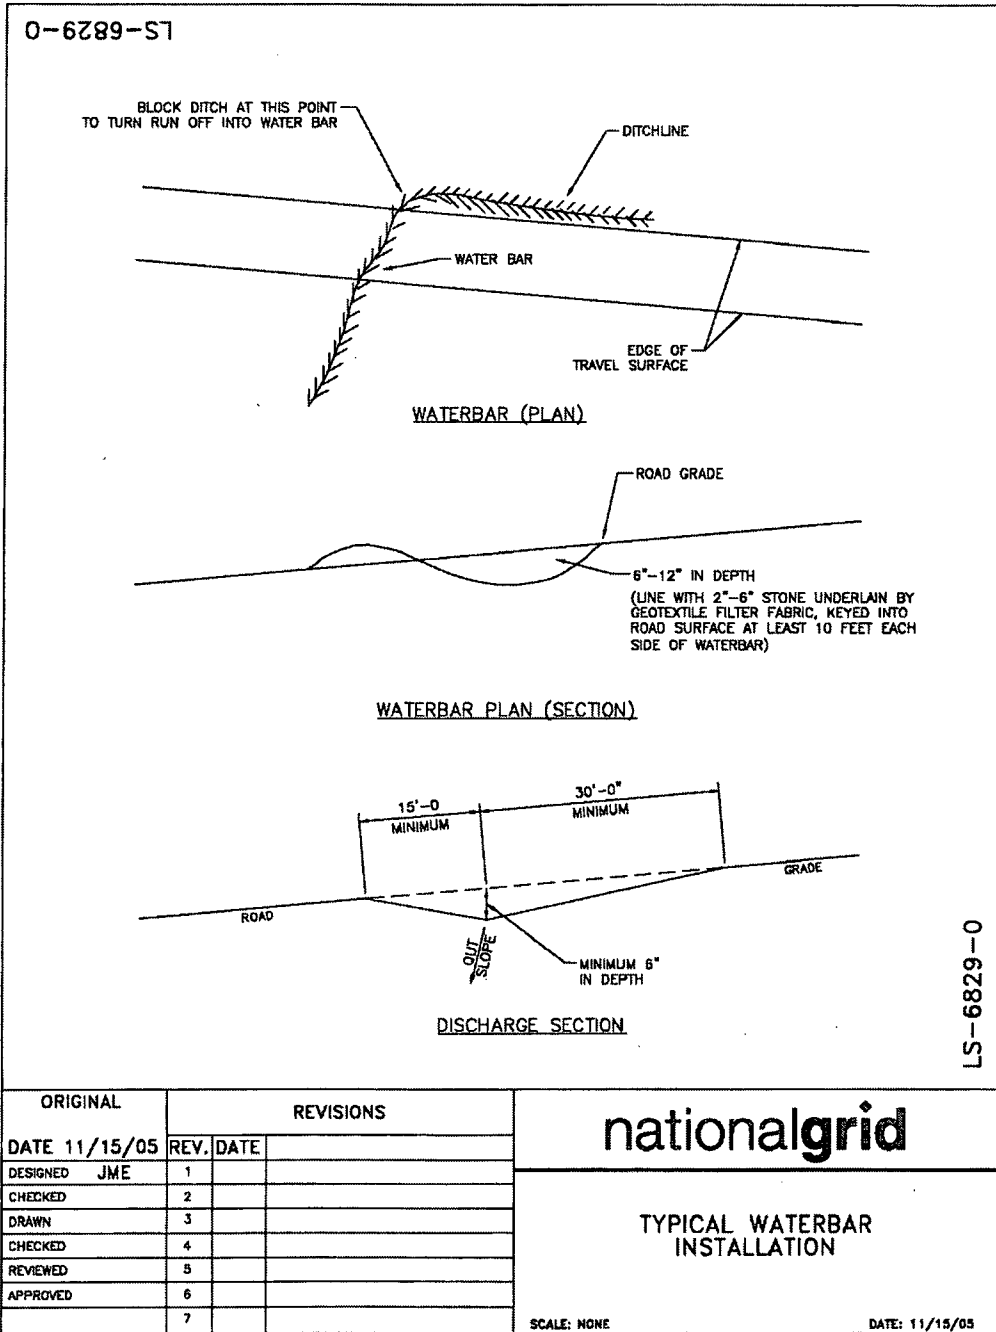 LS-6829-0
BLOCK DITCH AT THIS POINT
TO TURN RUN OFF INTO WATER BAR
DITCHLINE
WATER BAR
EDGE OF
TRAVEL SURFACE
WATERBAR (PLAN)
ROAD GRADE
6"-12" IN DEPTH
(LINE WITH 2"-6" STONE UNDERLAIN BY
GEOTEXTILE FILTER FABRIC, KEYED INTO
ROAD SURFACE AT LEAST 10 FEET EACH
SIDE OF WATERBAR)
WATERBAR PLAN (SECTION)
15'-0
MINIMUM
30'-0"
MINIMUM
ROAD
GRADE
OUT
SLOPE
MINIMUM 6"
IN DEPTH
DISCHARGE SECTION
LS-6829-0
ORIGINAL
DATE 11/15/05
DESIGNED JME
CHECKED
DRAWN
CHECKED
REVIEWED
APPROVED
REVISIONS
REV. DATE
1
2
3
4
5
6
7
nationalgrid
TYPICAL WATERBAR
INSTALLATION
SCALE: NONE
DATE: 11/15/05